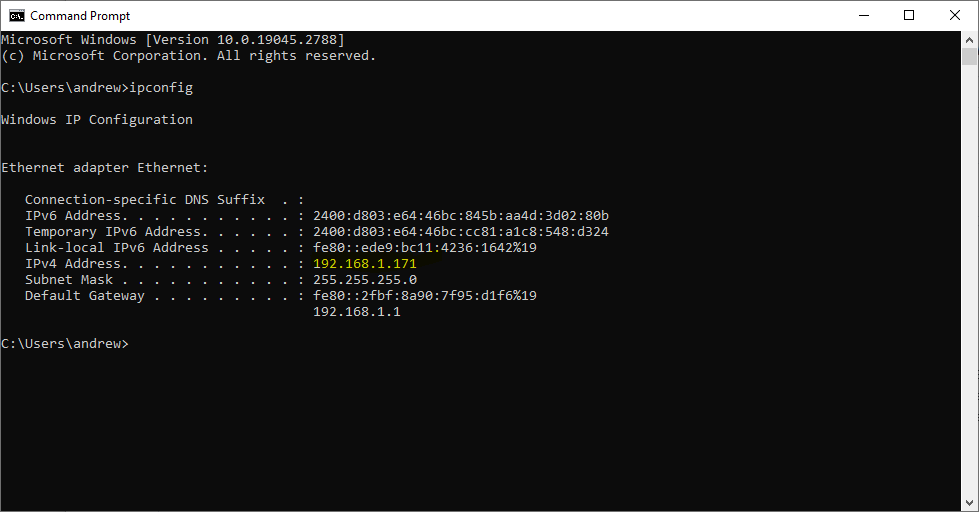 Command Prompt
Microsoft Windows [Version 10.0.19045.2788]
(c) Microsoft Corporation. All rights reserved.
C:\Users\andrew>ipconfig
Windows IP Configuration
Ethernet adapter Ethernet:
Connection-specific DNS Suffix  . :
IPv6 Address. . . . . . . . . . . : 2400:d803:e64:46bc:845b:aa4d:3d02:80b
Temporary IPv6 Address. . . . . . : 2400:d803:e64:46bc:cc81:a1c8:548:d324
Link-local IPv6 Address . . . . . : fe80::ede9:bc11:4236:1642%19
IPv4 Address. . . . . . . . . . . : 192.168.1.171
Subnet Mask . . . . . . . . . . . : 255.255.255.0
Default Gateway . . . . . . . . . : fe80::2fbf:8a90:7f95:d1f6%19
192.168.1.1
C:\Users\andrew>